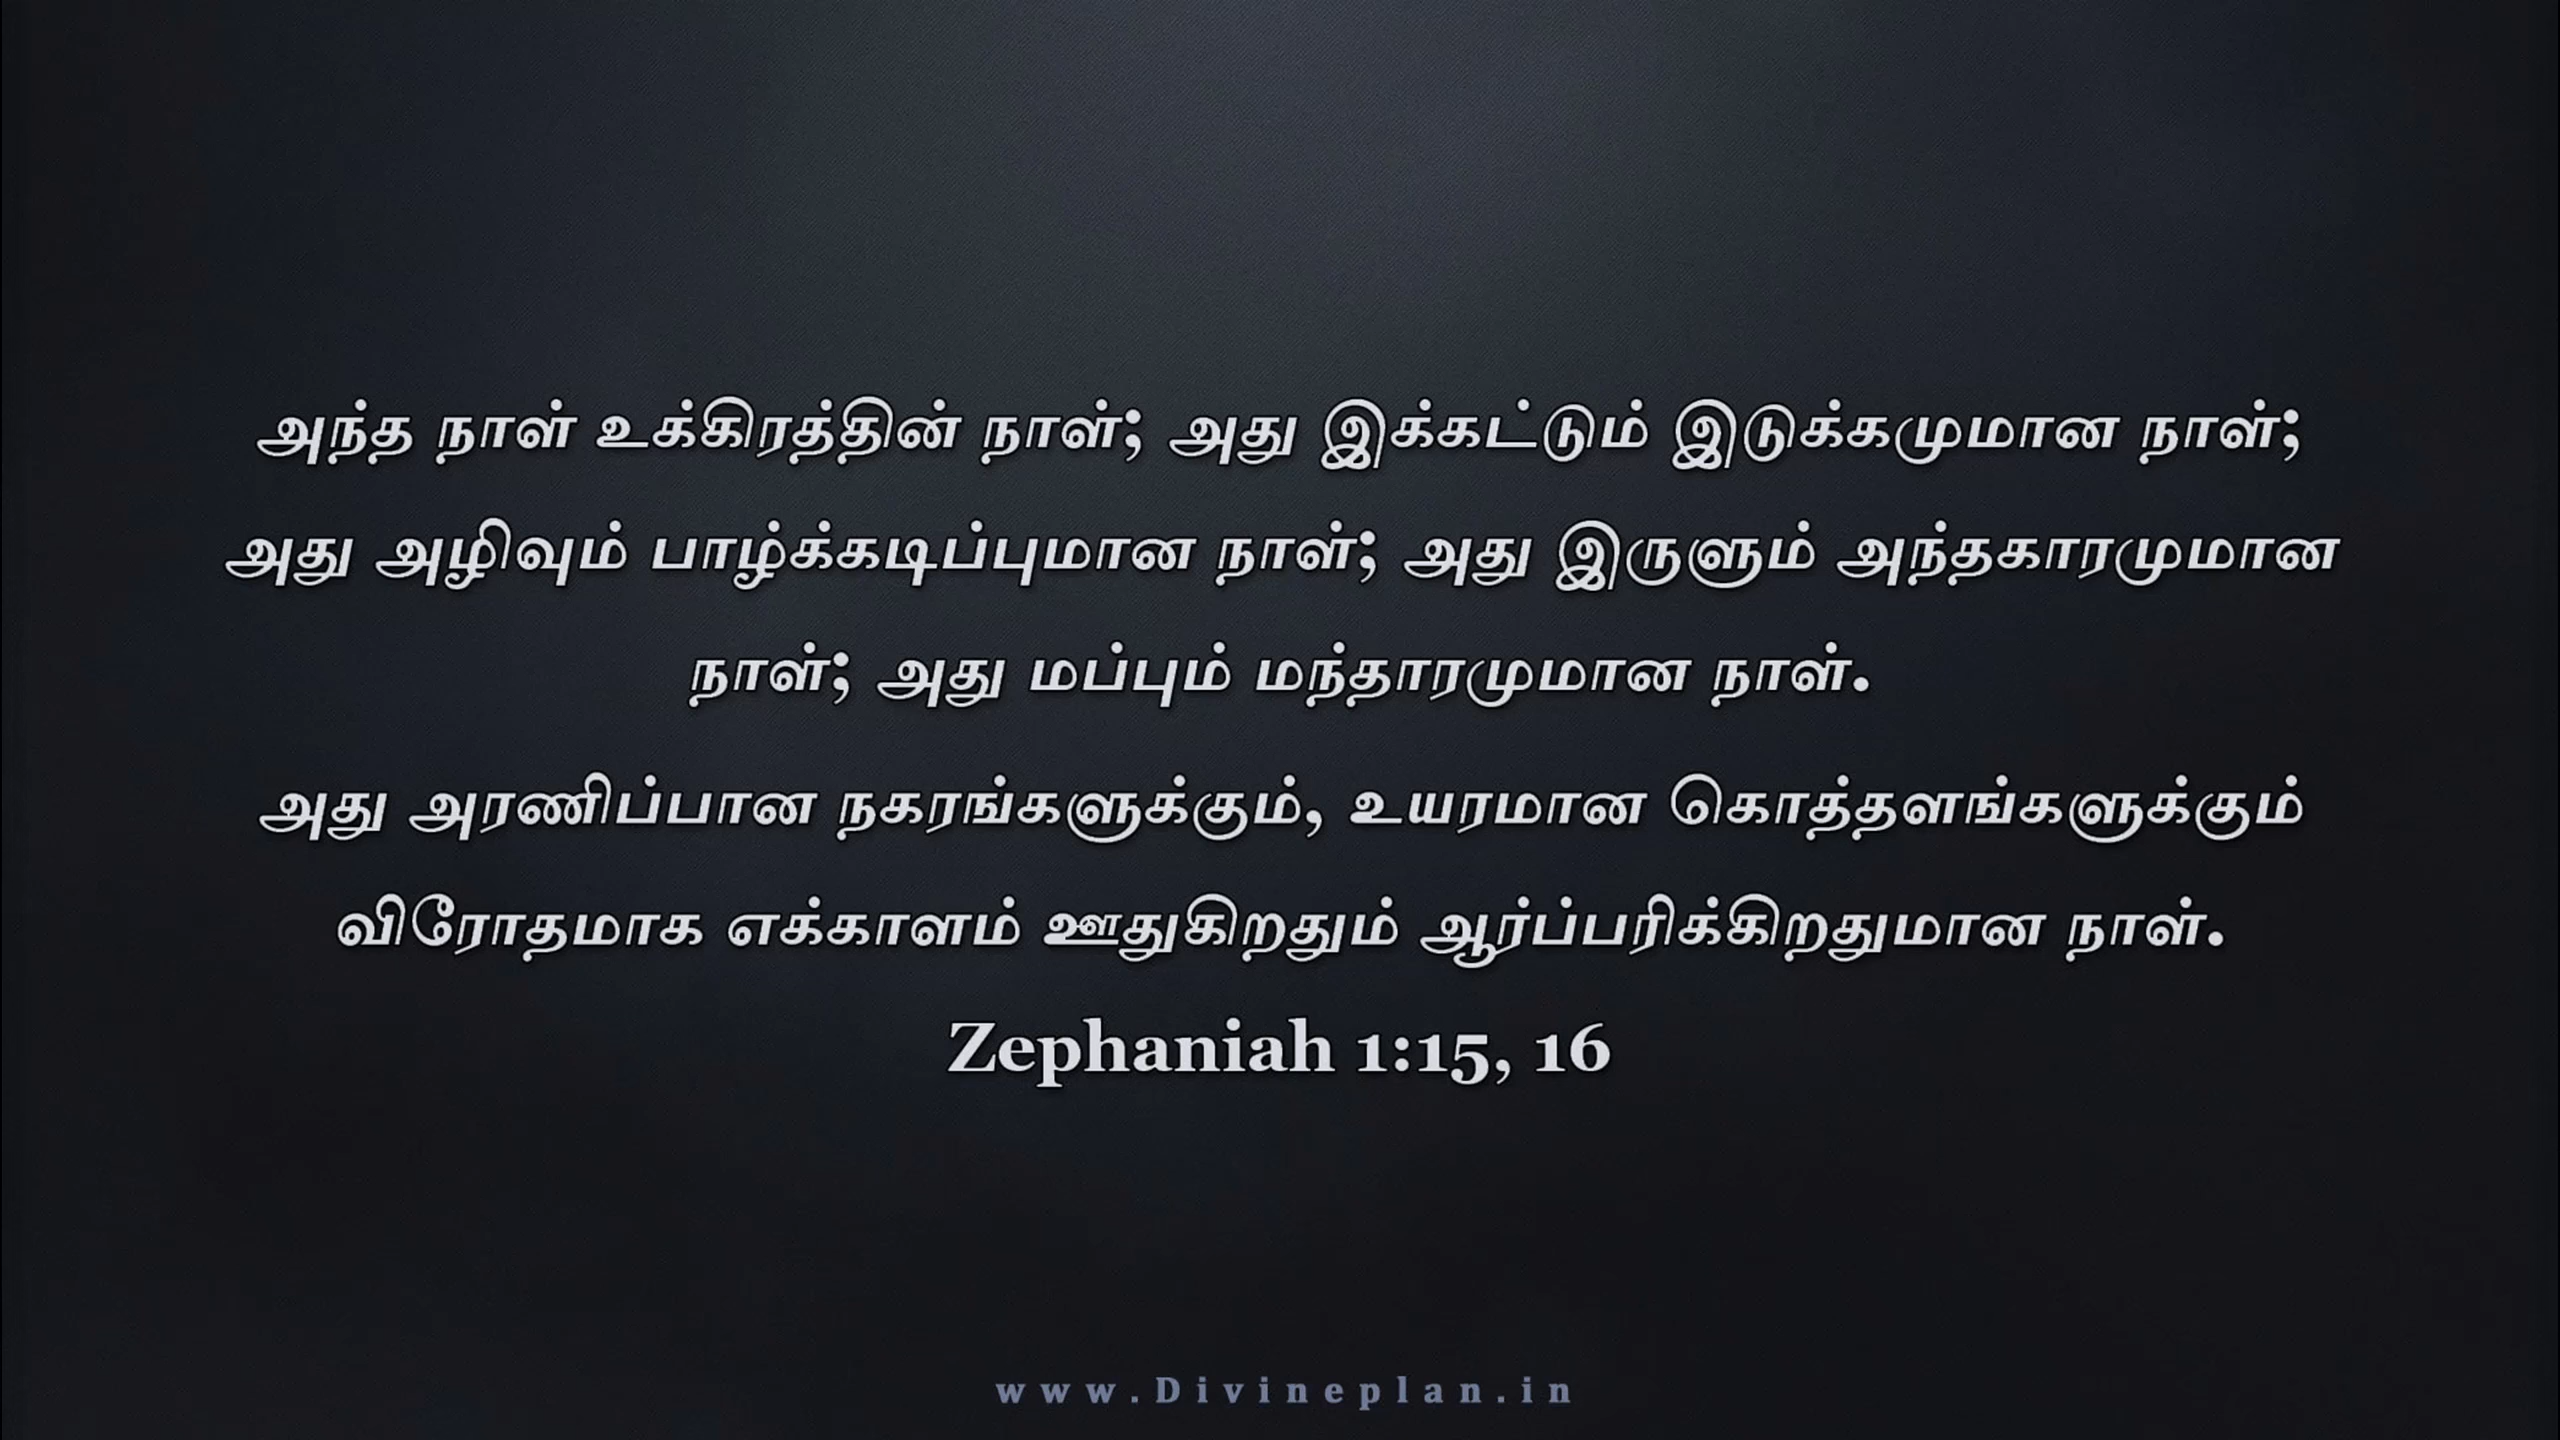 அந்த நாள் உக்கிரத்தின் நாள்; அது இக்கட்டும் இடுக்கமுமான நாள்;
அது அழிவும் பாழ்க்கடிப்புமான நாள்; அது இருளும் அந்தகாரமுமான
நாள்; அது மப்பும் மந்தாரமுமான நாள்.
அது அரணிப்பான நகரங்களுக்கும், உயரமான கொத்தளங்களுக்கும்
விரோதமாக எக்காளம் ஊதுகிறதும் ஆர்ப்பரிக்கிறதுமான நாள்.
Zephaniah 1:15, 16
www.Divineplan.in